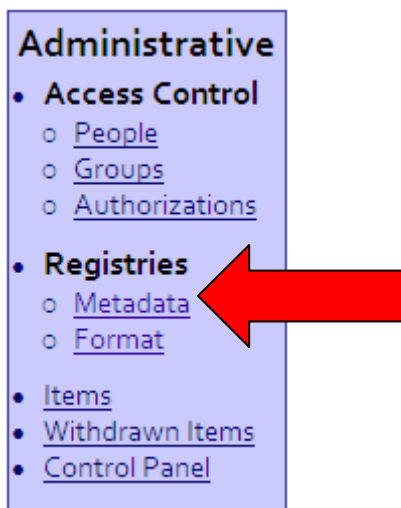 Administrative
• Access Control
o People
o Groups
o Authorizations
• Registries
o Metadata
o Format
• Items
• Withdrawn Items
• Control Panel